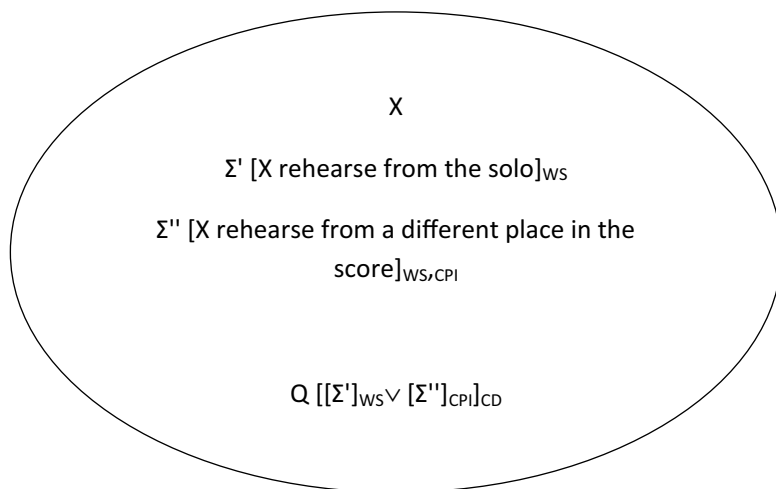 X
Σ' [X rehearse from the solo]WS
Σ'' [X rehearse from a different place in the
score]WS,CPI
Q [[Σ']WS∨ [Σ'']CPI]CD